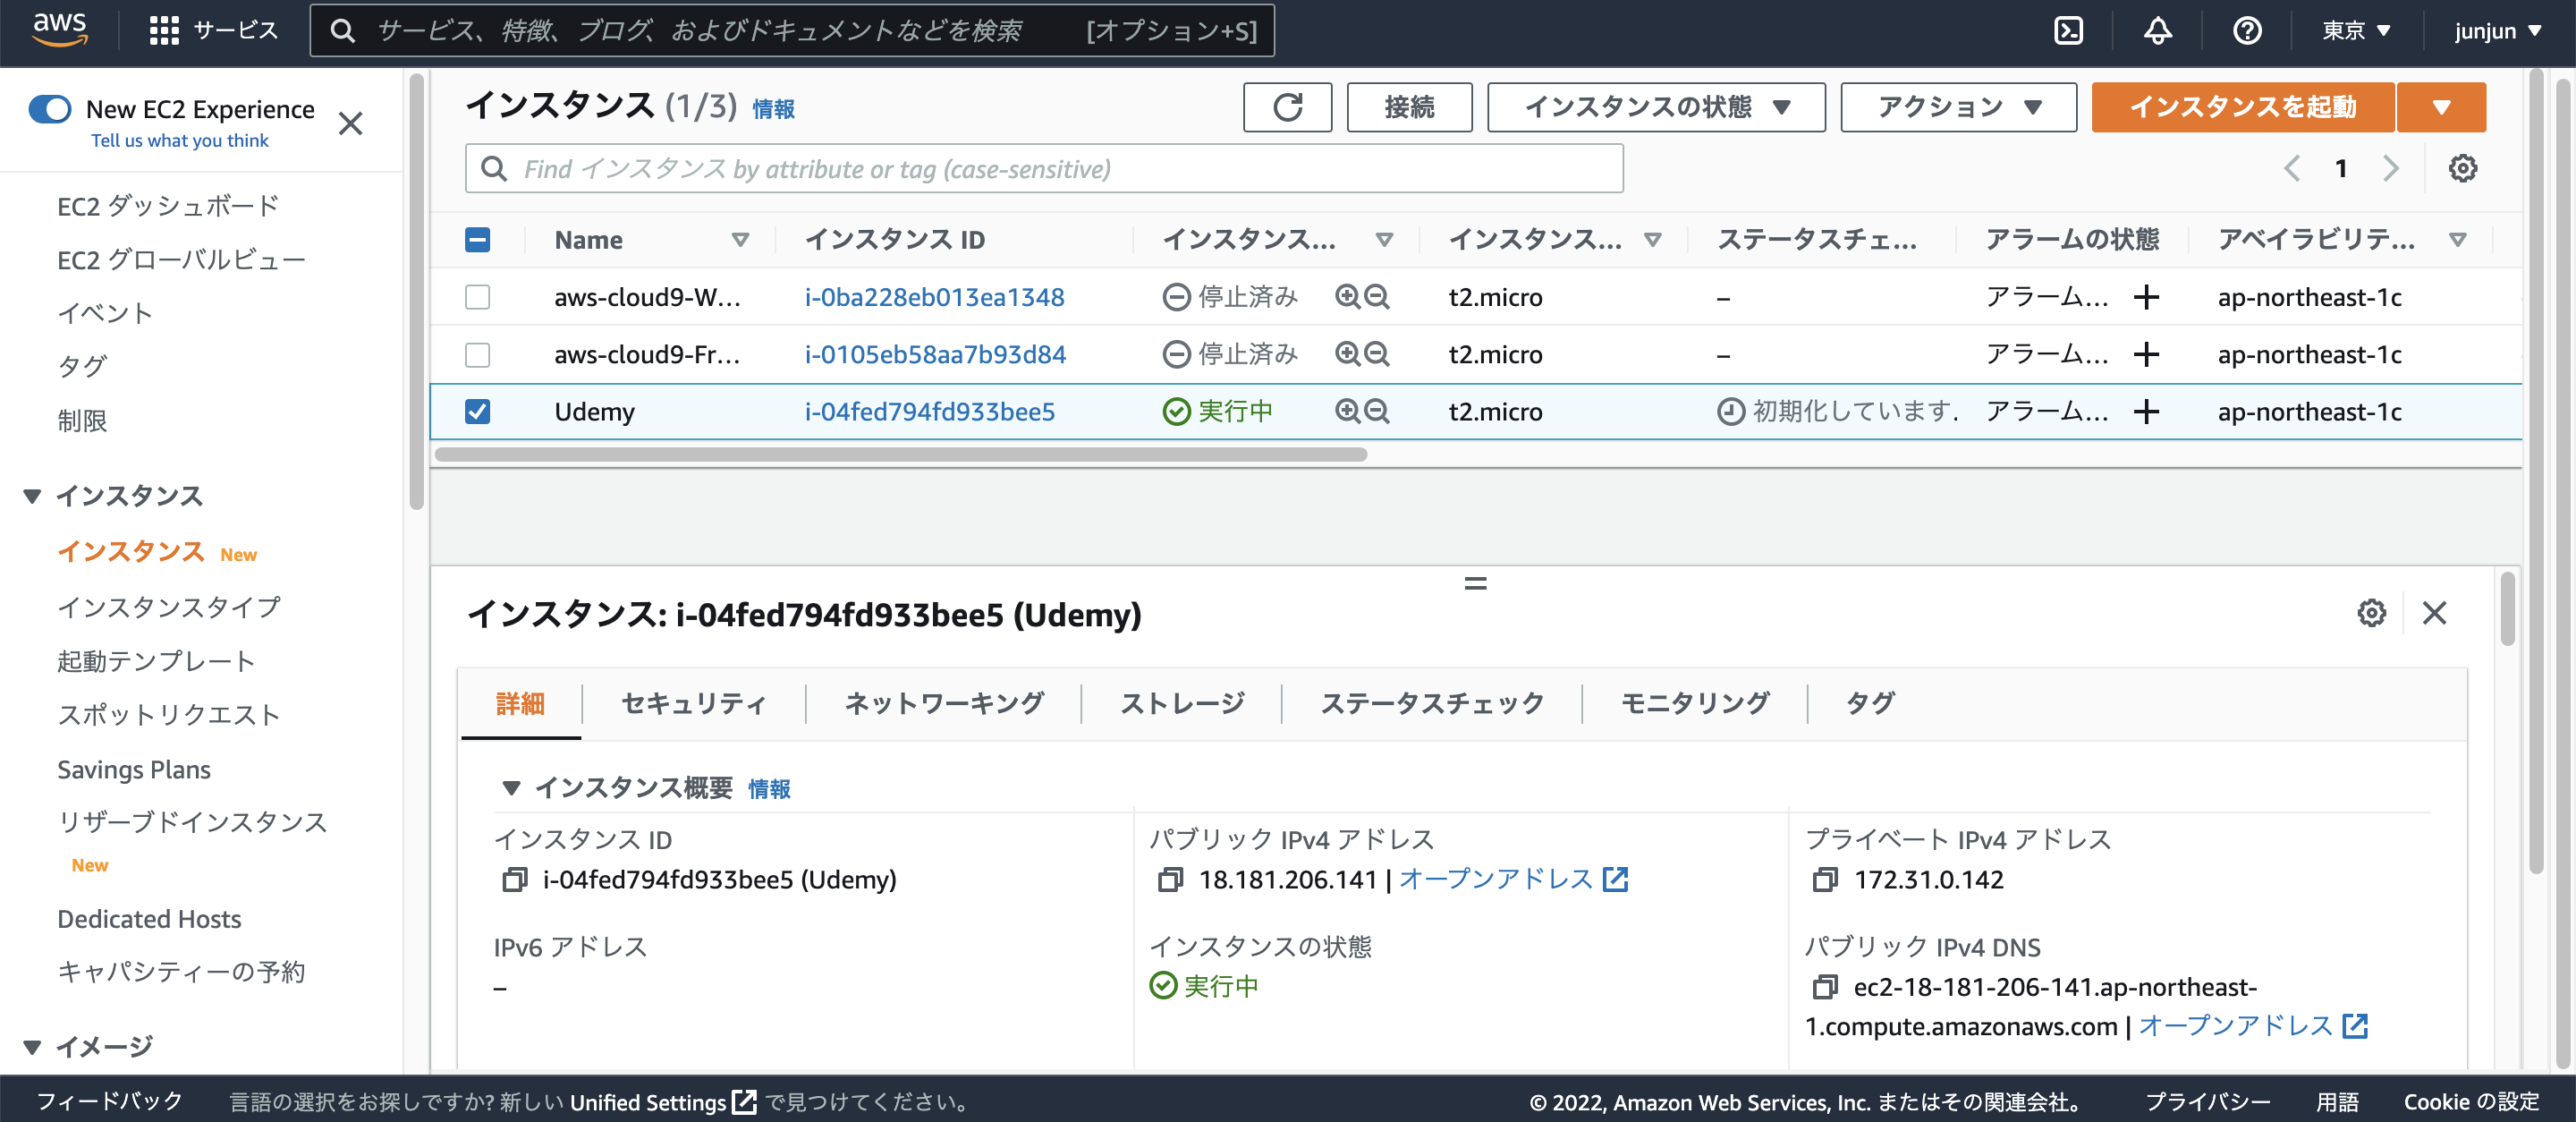 aws サービス サービス、特徴、ブログ、およびドキュメントなどを検索 [オプション+S] 東京 ▼ junjun ▼
New EC2 Experience
Tell us what you think
EC2 ダッシュボード
EC2 グローバルビュー
イベント
タグ
制限
▼ インスタンス
インスタンス New
インスタンスタイプ
起動テンプレート
スポットリクエスト
Savings Plans
リザーブドインスタンス
New
Dedicated Hosts
キャパシティーの予約
▼ イメージ
インスタンス (1/3) 情報 接続 インスタンスの状態 ▼ アクション ▼ インスタンスを起動 ▼
Find インスタンス by attribute or tag (case-sensitive) 1
Name インスタンス ID インスタンス... インスタンス... ステータスチェ... アラームの状態 アベイラビリテ...
aws-cloud9-W... i-0ba228eb013ea1348 停止済み t2.micro – アラーム... + ap-northeast-1c
aws-cloud9-Fr... i-0105eb58aa7b93d84 停止済み t2.micro – アラーム... + ap-northeast-1c
Udemy i-04fed794fd933bee5 実行中 t2.micro 初期化しています. アラーム... + ap-northeast-1c
インスタンス: i-04fed794fd933bee5 (Udemy)
詳細 セキュリティ ネットワーキング ストレージ ステータスチェック モニタリング タグ
▼ インスタンス概要 情報
インスタンス ID
i-04fed794fd933bee5 (Udemy)
パブリック IPv4 アドレス
18.181.206.141 | オープンアドレス
プライベート IPv4 アドレス
172.31.0.142
IPv6 アドレス
–
インスタンスの状態
実行中
パブリック IPv4 DNS
ec2-18-181-206-141.ap-northeast-
1.compute.amazonaws.com | オープンアドレス
フィードバック 言語の選択をお探しですか? 新しい Unified Settings で見つけてください。 © 2022, Amazon Web Services, Inc. またはその関連会社。 プライバシー 用語 Cookie の設定